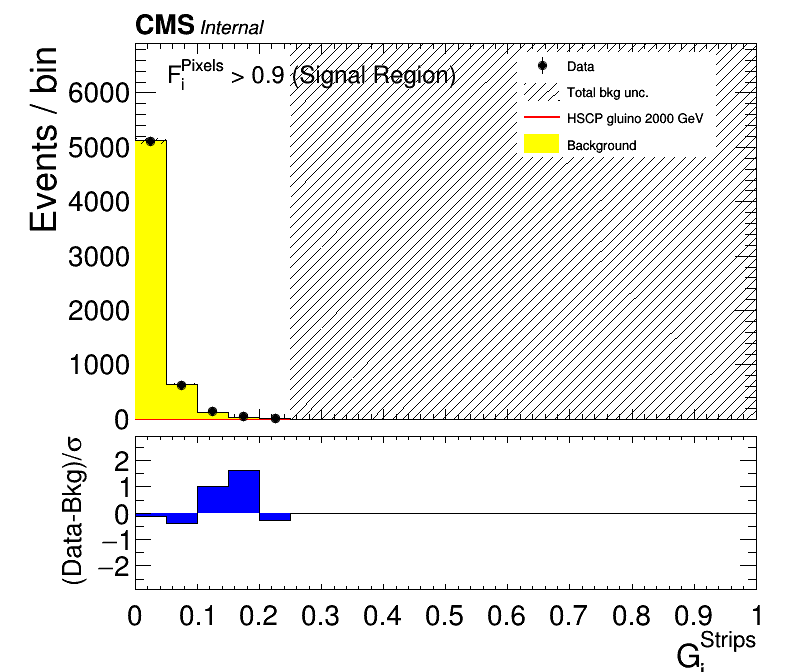 CMS Internal
Events / bin
F_i^Pixels > 0.9 (Signal Region)
Data
Total bkg unc.
HSCP gluino 2000 GeV
Background
6000
5000
4000
3000
2000
1000
0
(Data-Bkg)/σ
2
1
0
−1
−2
0 0.1 0.2 0.3 0.4 0.5 0.6 0.7 0.8 0.9 1
G_i^Strips